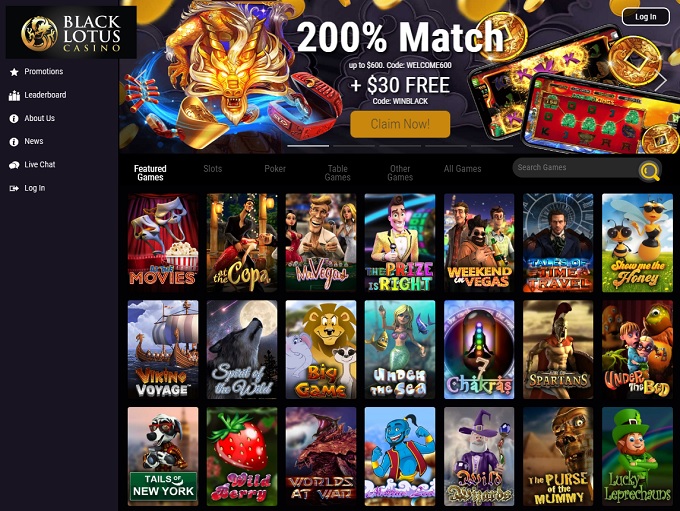 BLACK
LOTUS
CASINO
Log In
Promotions
Leaderboard
About Us
News
Live Chat
Log In
200% Match
up to $600. Code: WELCOME600
+ $30 FREE
Code: WINBLACK
Claim Now!
Featured
Games
Slots
Poker
Table
Games
Other
Games
All Games
Search Games
MOVIES
at the Copa
Mr. Vegas
THE PRIZE
IS RIGHT
WEEKEND
in VEGAS
TALES OF
TIME
TRAVEL
Show me the
Honey
VIKING
VOYAGE
Spirit of
the Wild
BIG
Game
UNDER
THE SEA
7
Chakras
SPARTANS
UNDER
THE BED
TAILS OF
NEW YORK
Wild
Berry
WORLDS
AT WAR
Wild
Wizards
The PURSE
OF THE
MUMMY
Lucky
Leprechauns